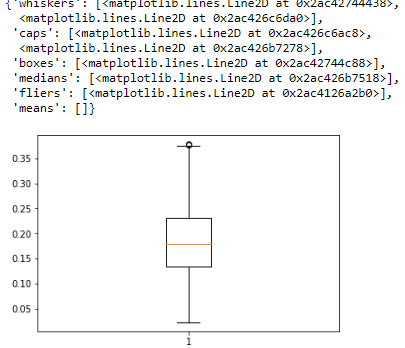 {'whiskers': [<matplotlib.lines.Line2D at 0x2ac42744438>,
<matplotlib.lines.Line2D at 0x2ac426c6da0>],
'caps': [<matplotlib.lines.Line2D at 0x2ac426c6ac8>,
<matplotlib.lines.Line2D at 0x2ac426b7278>],
'boxes': [<matplotlib.lines.Line2D at 0x2ac42744c88>],
'medians': [<matplotlib.lines.Line2D at 0x2ac426b7518>],
'fliers': [<matplotlib.lines.Line2D at 0x2ac4126a2b0>],
'means': []}
0.35
0.30
0.25
0.20
0.15
0.10
0.05
1